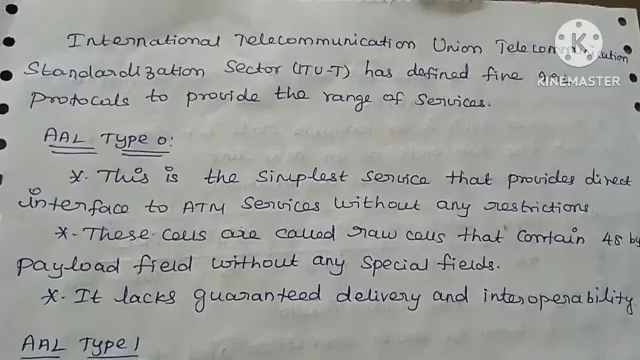 International Telecommunication Union Telecommunication
Standardization Sector (ITU-T) has defined five AAL
Protocols to provide the range of Services.
AAL Type 0:
*. This is the simplest service that provides direct
interface to ATM Services without any restrictions.
*. These cells are called raw cells that contain 48 by
payload field without any special fields.
*. It lacks guaranteed delivery and interoperability.
AAL Type 1
K
KINEMASTER